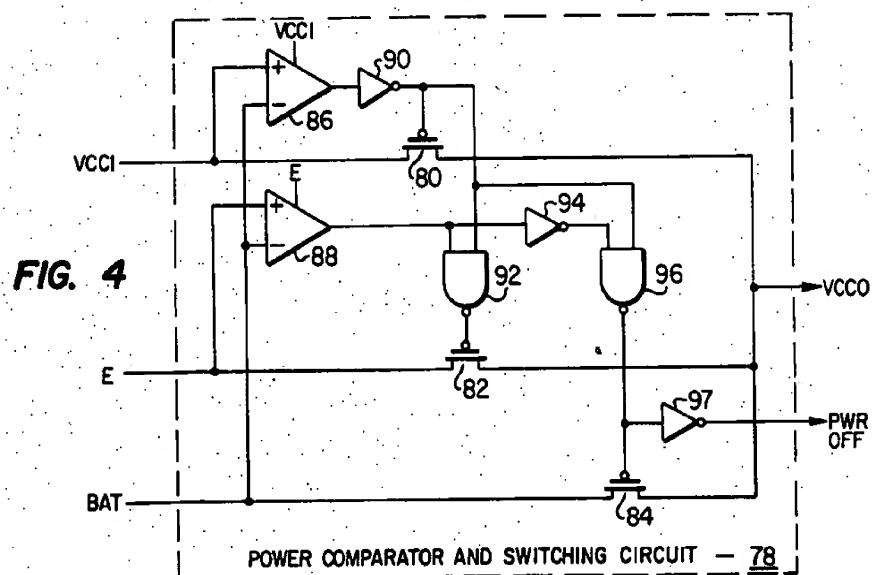 VCCI
90
+
−
86
VCCI
80
E
94
+
−
88
92
96
FIG. 4
VCCO
E
82
97
PWR
OFF
BAT
84
POWER COMPARATOR AND SWITCHING CIRCUIT — 78